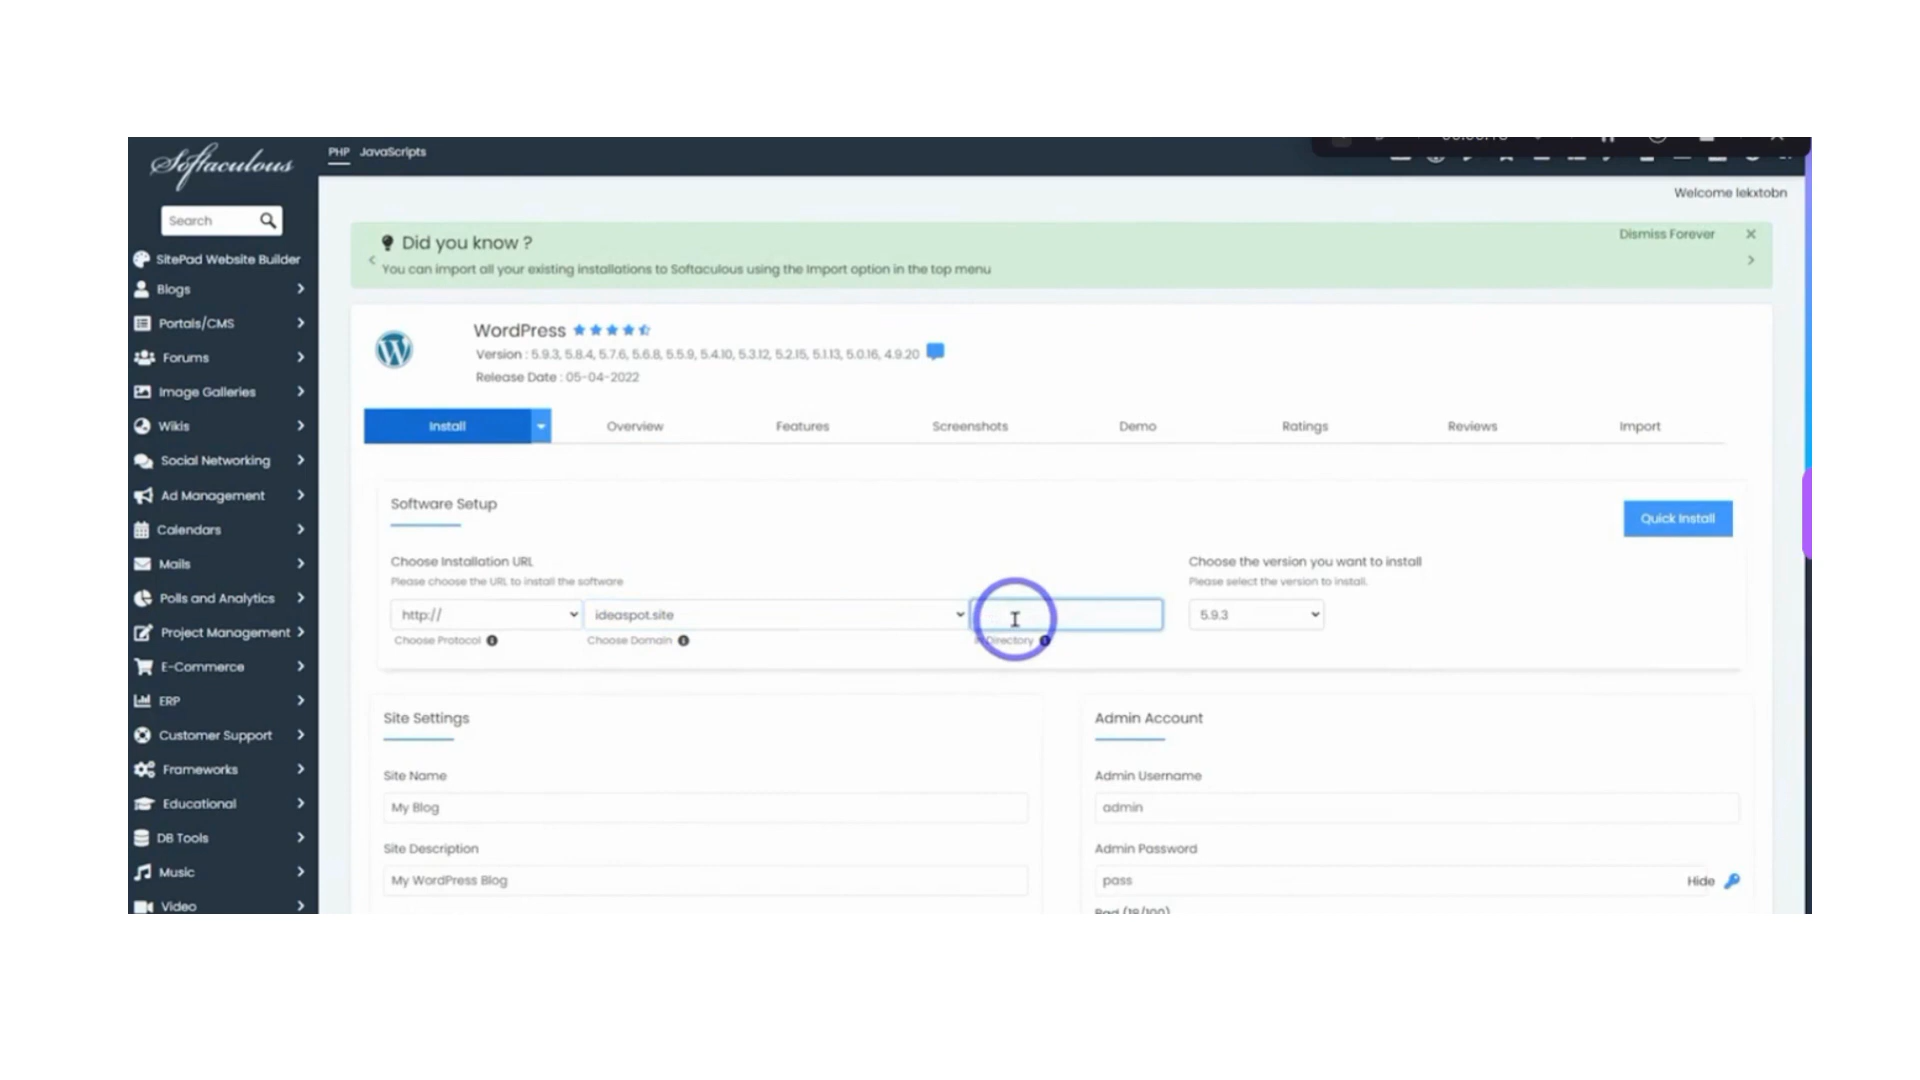 Softaculous
PHP JavaScripts
Welcome lekxtobn
Search
SitePad Website Builder
Blogs
Portals/CMS
Forums
Image Galleries
Wikis
Social Networking
Ad Management
Calendars
Mails
Polls and Analytics
Project Management
E-Commerce
ERP
Customer Support
Frameworks
Educational
DB Tools
Music
Video
Did you know ?
Dismiss Forever
You can import all your existing installations to Softaculous using the Import option in the top menu
WordPress
Version : 5.9.3, 5.8.4, 5.7.6, 5.6.8, 5.5.9, 5.4.10, 5.3.12, 5.2.15, 5.1.13, 5.0.16, 4.9.20
Release Date : 05-04-2022
Install Overview Features Screenshots Demo Ratings Reviews Import
Software Setup
Quick Install
Choose Installation URL
Please choose the URL to install the software
http:// ideaspot.site
Choose Protocol Choose Domain In Directory
Choose the version you want to install
Please select the version to install.
5.9.3
Site Settings
Site Name
My Blog
Site Description
My WordPress Blog
Admin Account
Admin Username
admin
Admin Password
pass Hide
Bad (18/100)